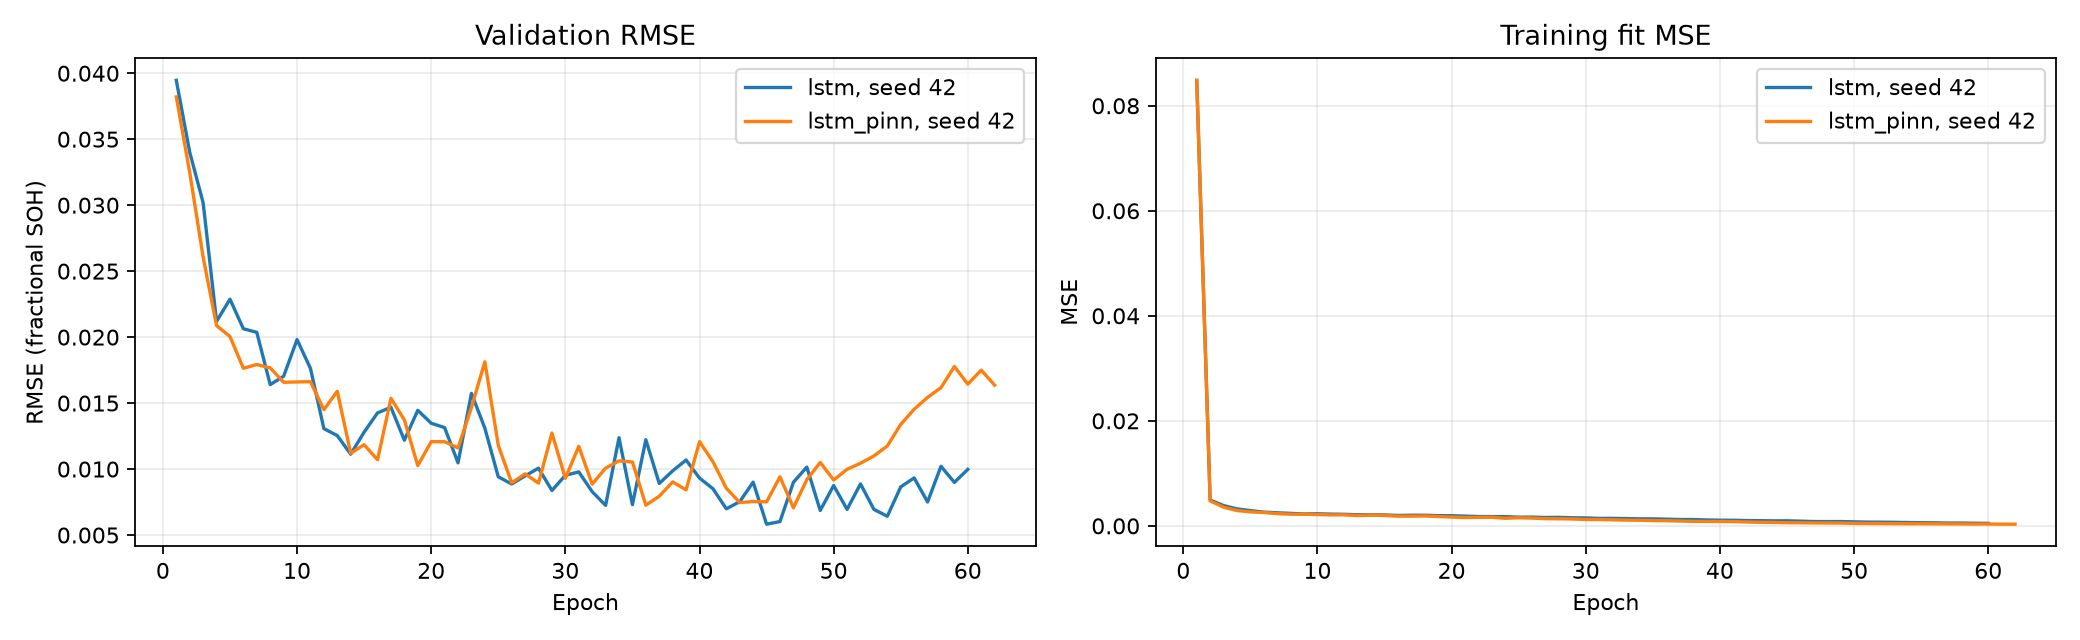 Validation RMSE
RMSE (fractional SOH)
0.040
0.035
0.030
0.025
0.020
0.015
0.010
0.005
lstm, seed 42
lstm_pinn, seed 42
0 10 20 30 40 50 60
Epoch
Training fit MSE
MSE
0.08
0.06
0.04
0.02
0.00
lstm, seed 42
lstm_pinn, seed 42
0 10 20 30 40 50 60
Epoch